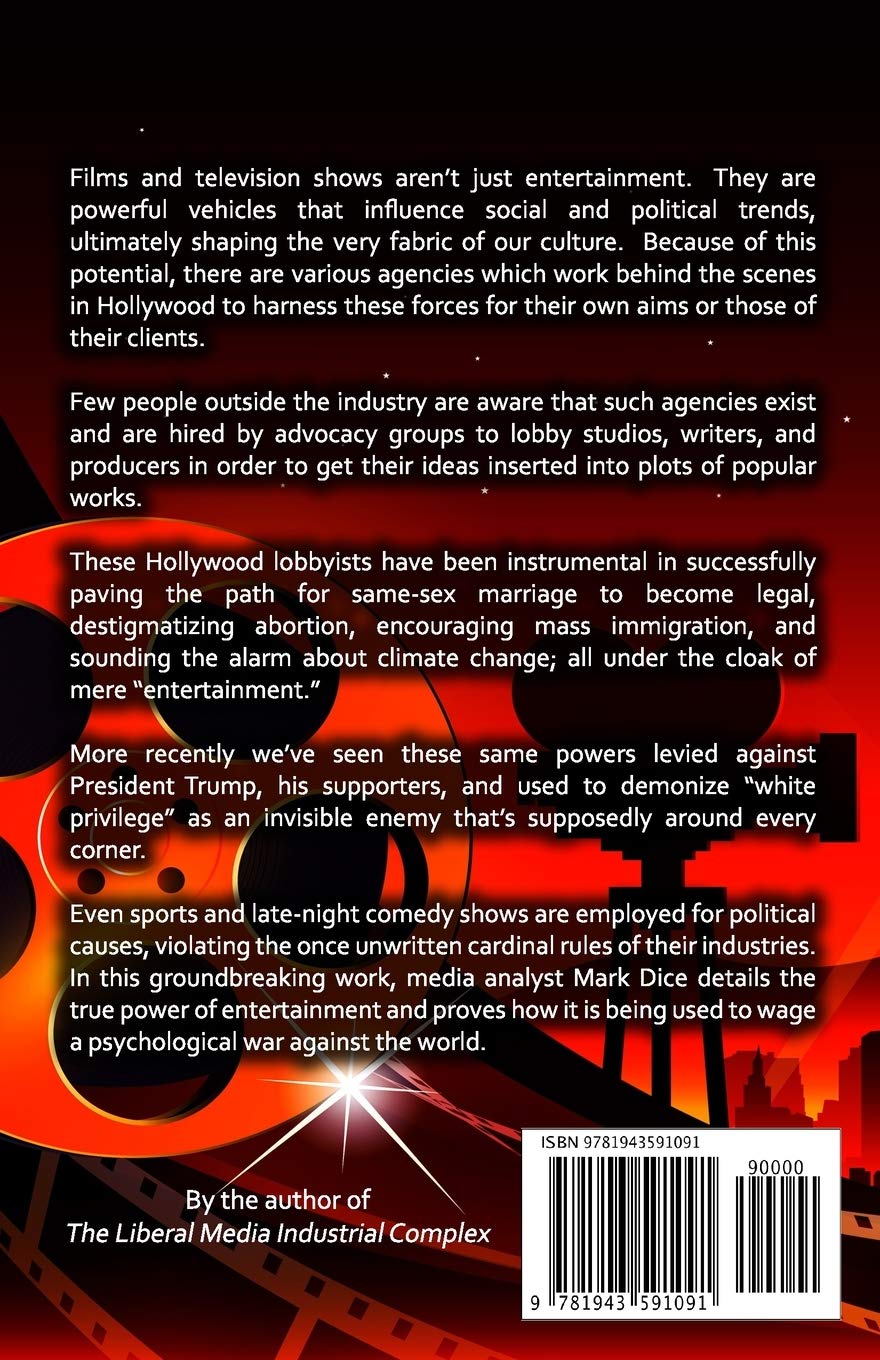 Films and television shows aren't just entertainment. They are
powerful vehicles that influence social and political trends,
ultimately shaping the very fabric of our culture. Because of this
potential, there are various agencies which work behind the scenes
in Hollywood to harness these forces for their own aims or those of
their clients.
Few people outside the industry are aware that such agencies exist
and are hired by advocacy groups to lobby studios, writers, and
producers in order to get their ideas inserted into plots of popular
works.
These Hollywood lobbyists have been instrumental in successfully
paving the path for same-sex marriage to become legal,
destigmatizing abortion, encouraging mass immigration, and
sounding the alarm about climate change; all under the cloak of
mere “entertainment.”
More recently we've seen these same powers levied against
President Trump, his supporters, and used to demonize “white
privilege” as an invisible enemy that's supposedly around every
corner.
Even sports and late-night comedy shows are employed for political
causes, violating the once unwritten cardinal rules of their industries.
In this groundbreaking work, media analyst Mark Dice details the
true power of entertainment and proves how it is being used to wage
a psychological war against the world.
By the author of
The Liberal Media Industrial Complex
ISBN 9781943591091
90000
9 781943 591091